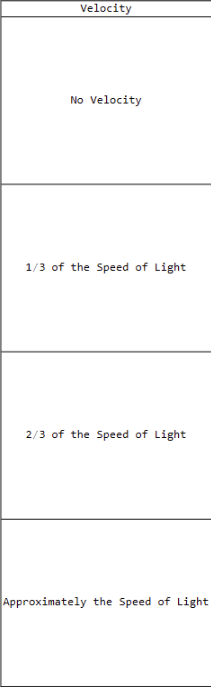 Velocity
No Velocity
1/3 of the Speed of Light
2/3 of the Speed of Light
Approximately the Speed of Light